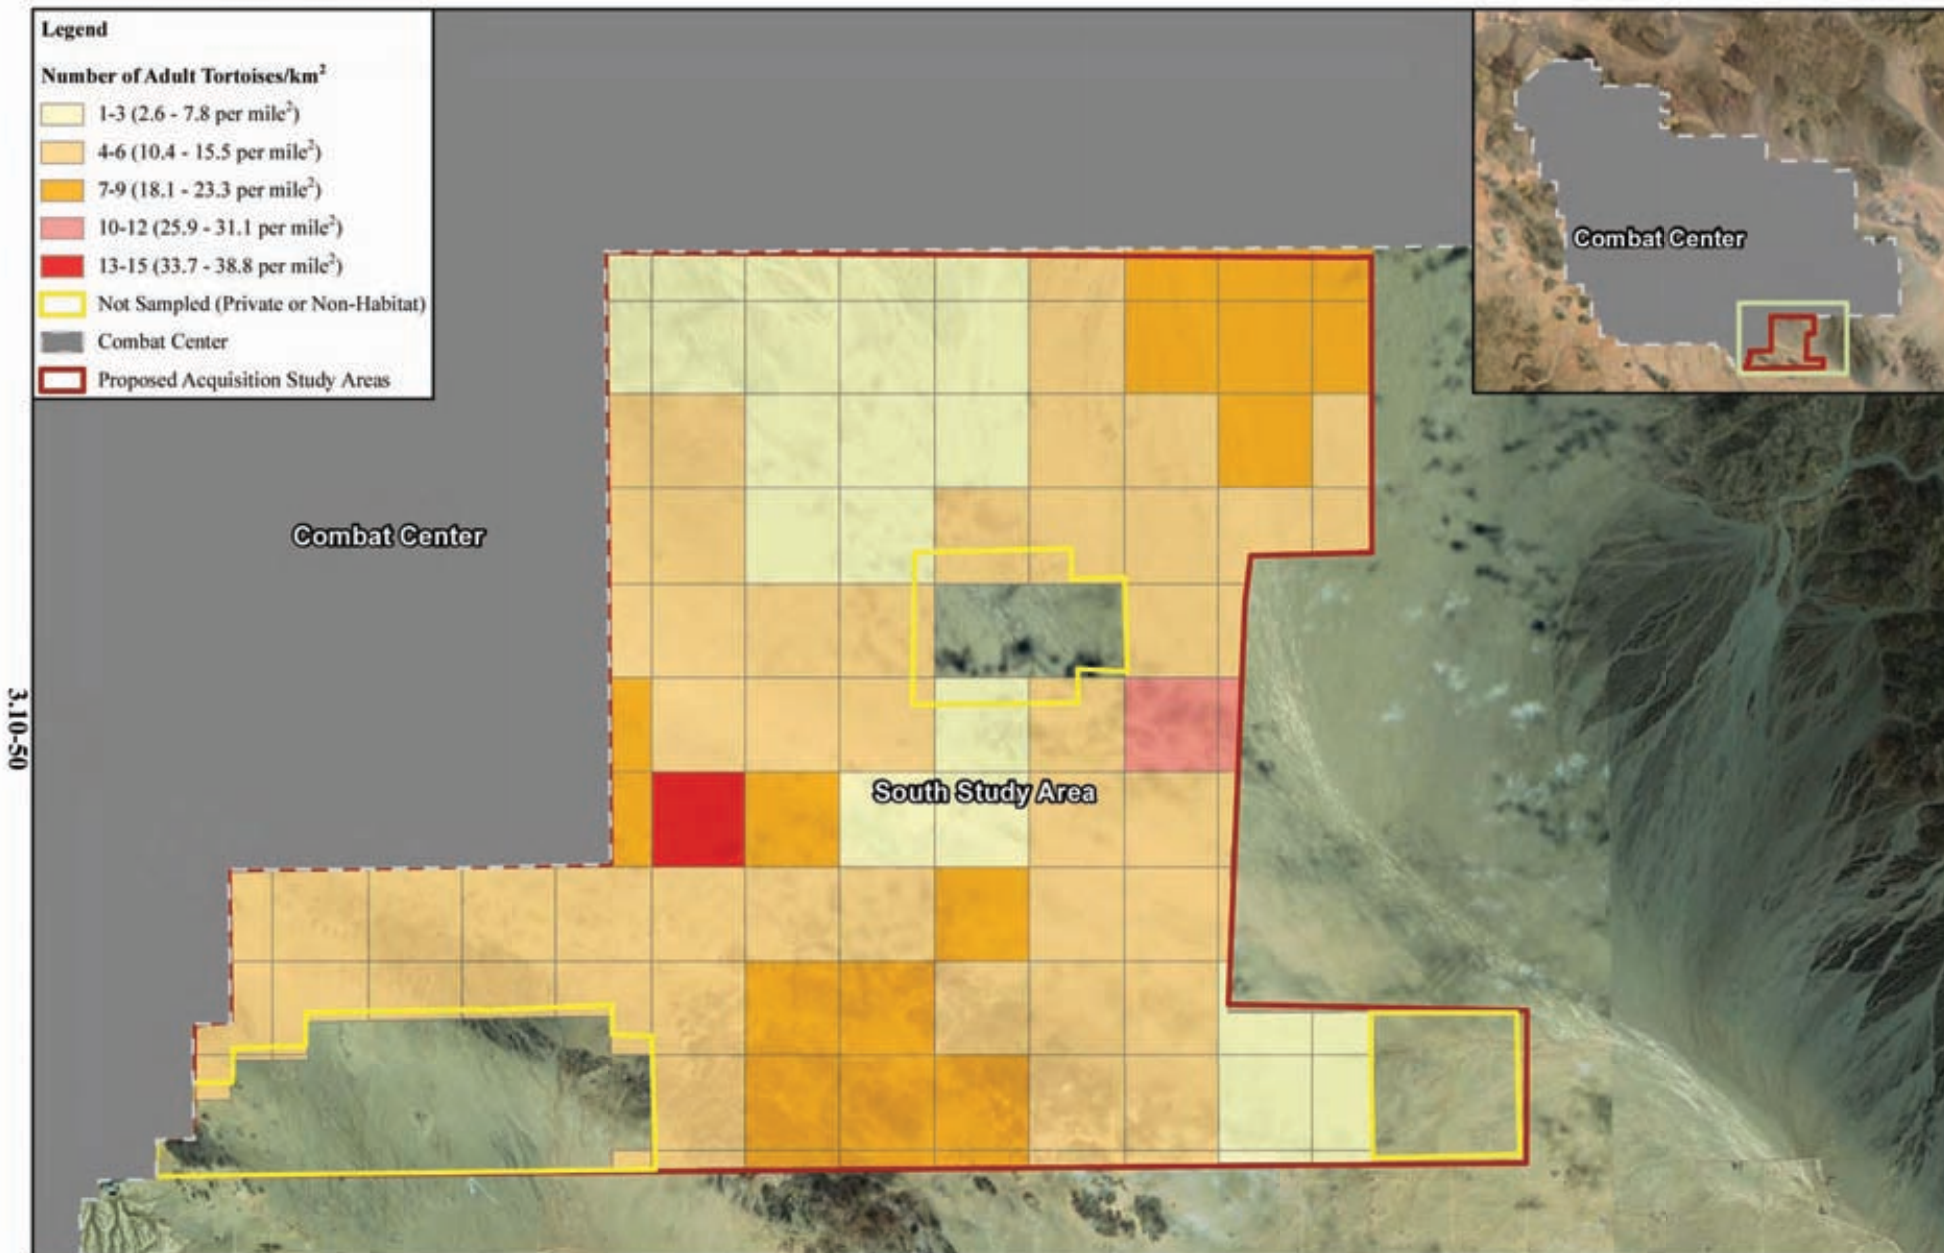 Legend
Number of Adult Tortoises/km²
1-3 (2.6 - 7.8 per mile²)
4-6 (10.4 - 15.5 per mile²)
7-9 (18.1 - 23.3 per mile²)
10-12 (25.9 - 31.1 per mile²)
13-15 (33.7 - 38.8 per mile²)
Not Sampled (Private or Non-Habitat)
Combat Center
Proposed Acquisition Study Areas
Combat Center
Combat Center
South Study Area
3.10-50